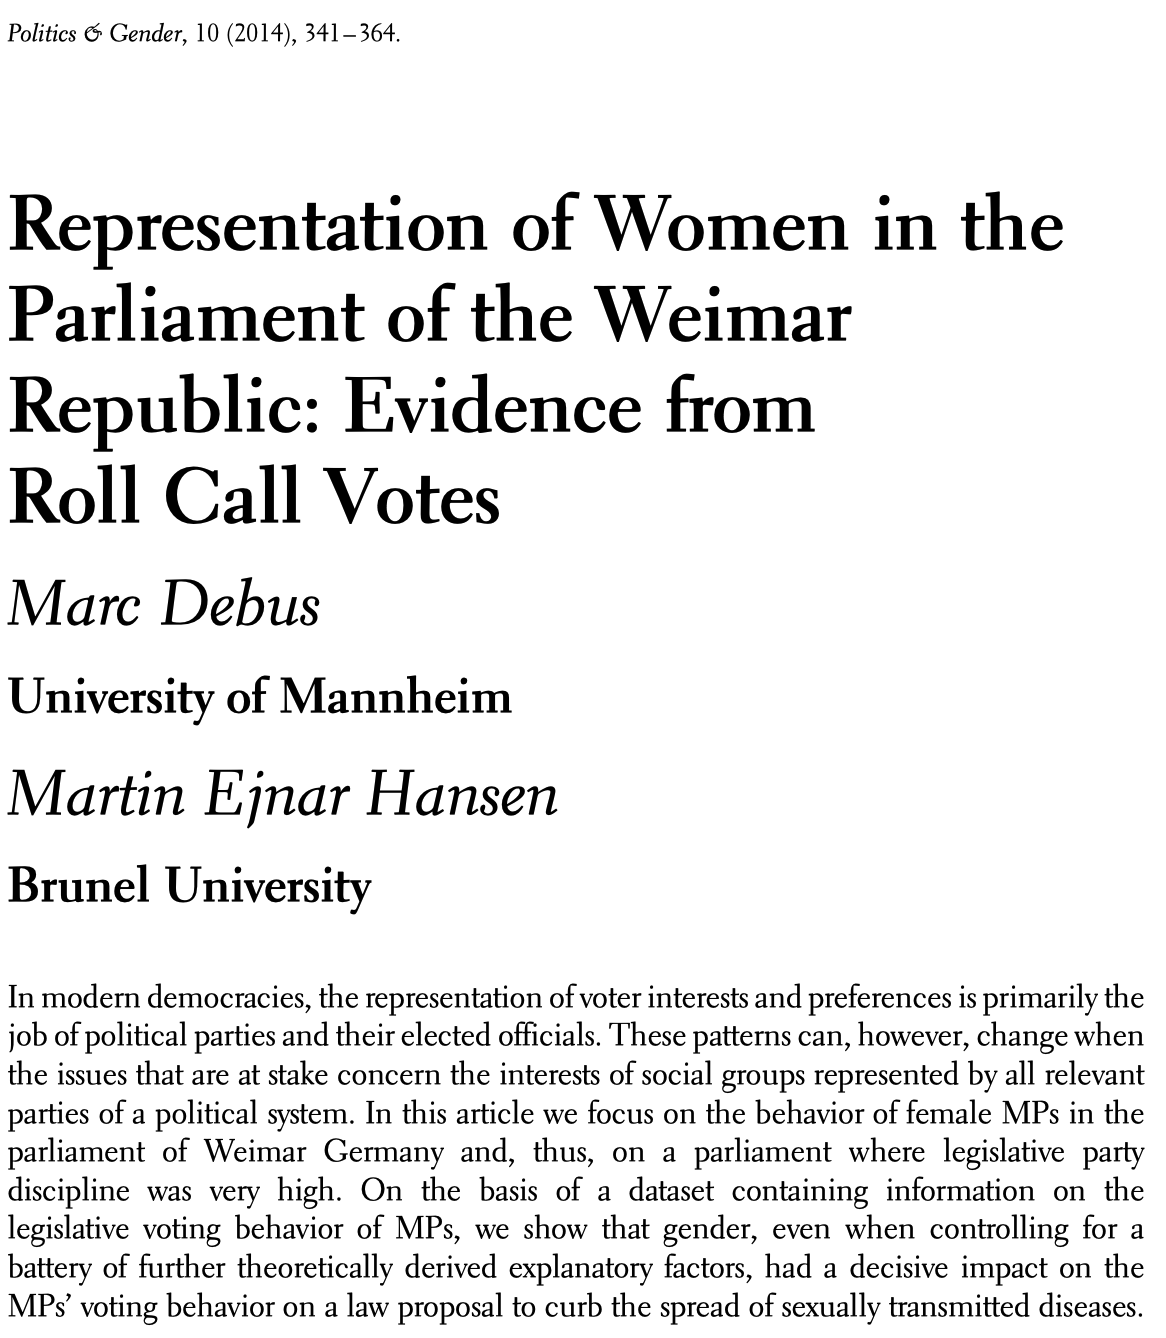 Politics & Gender, 10 (2014), 341–364.
Representation of Women in the
Parliament of the Weimar
Republic: Evidence from
Roll Call Votes
Marc Debus
University of Mannheim
Martin Ejnar Hansen
Brunel University
In modern democracies, the representation of voter interests and preferences is primarily the
job of political parties and their elected officials. These patterns can, however, change when
the issues that are at stake concern the interests of social groups represented by all relevant
parties of a political system. In this article we focus on the behavior of female MPs in the
parliament of Weimar Germany and, thus, on a parliament where legislative party
discipline was very high. On the basis of a dataset containing information on the
legislative voting behavior of MPs, we show that gender, even when controlling for a
battery of further theoretically derived explanatory factors, had a decisive impact on the
MPs’ voting behavior on a law proposal to curb the spread of sexually transmitted diseases.